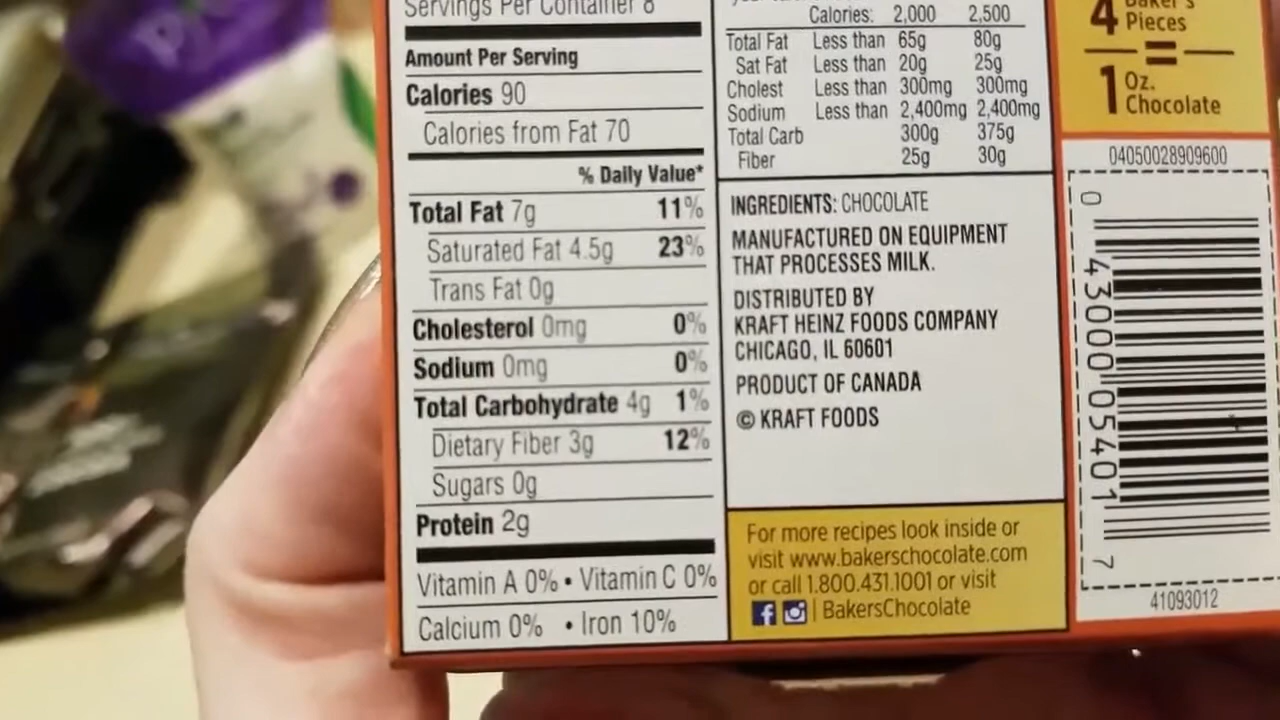 Servings Per Container 8
Amount Per Serving
Calories 90
Calories from Fat 70
% Daily Value*
Total Fat 7g 11%
Saturated Fat 4.5g 23%
Trans Fat 0g
Cholesterol 0mg 0%
Sodium 0mg 0%
Total Carbohydrate 4g 1%
Dietary Fiber 3g 12%
Sugars 0g
Protein 2g
Vitamin A 0% • Vitamin C 0%
Calcium 0% • Iron 10%
Calories: 2,000 2,500
Total Fat Less than 65g 80g
Sat Fat Less than 20g 25g
Cholest Less than 300mg 300mg
Sodium Less than 2,400mg 2,400mg
Total Carb 300g 375g
Fiber 25g 30g
INGREDIENTS: CHOCOLATE
MANUFACTURED ON EQUIPMENT
THAT PROCESSES MILK.
DISTRIBUTED BY
KRAFT HEINZ FOODS COMPANY
CHICAGO, IL 60601
PRODUCT OF CANADA
© KRAFT FOODS
For more recipes look inside or
visit www.bakerschocolate.com
or call 1.800.431.1001 or visit
| BakersChocolate
4 Baker's
Pieces
=
1 Oz.
Chocolate
04050028909600
0 43000 05401 7
41093012